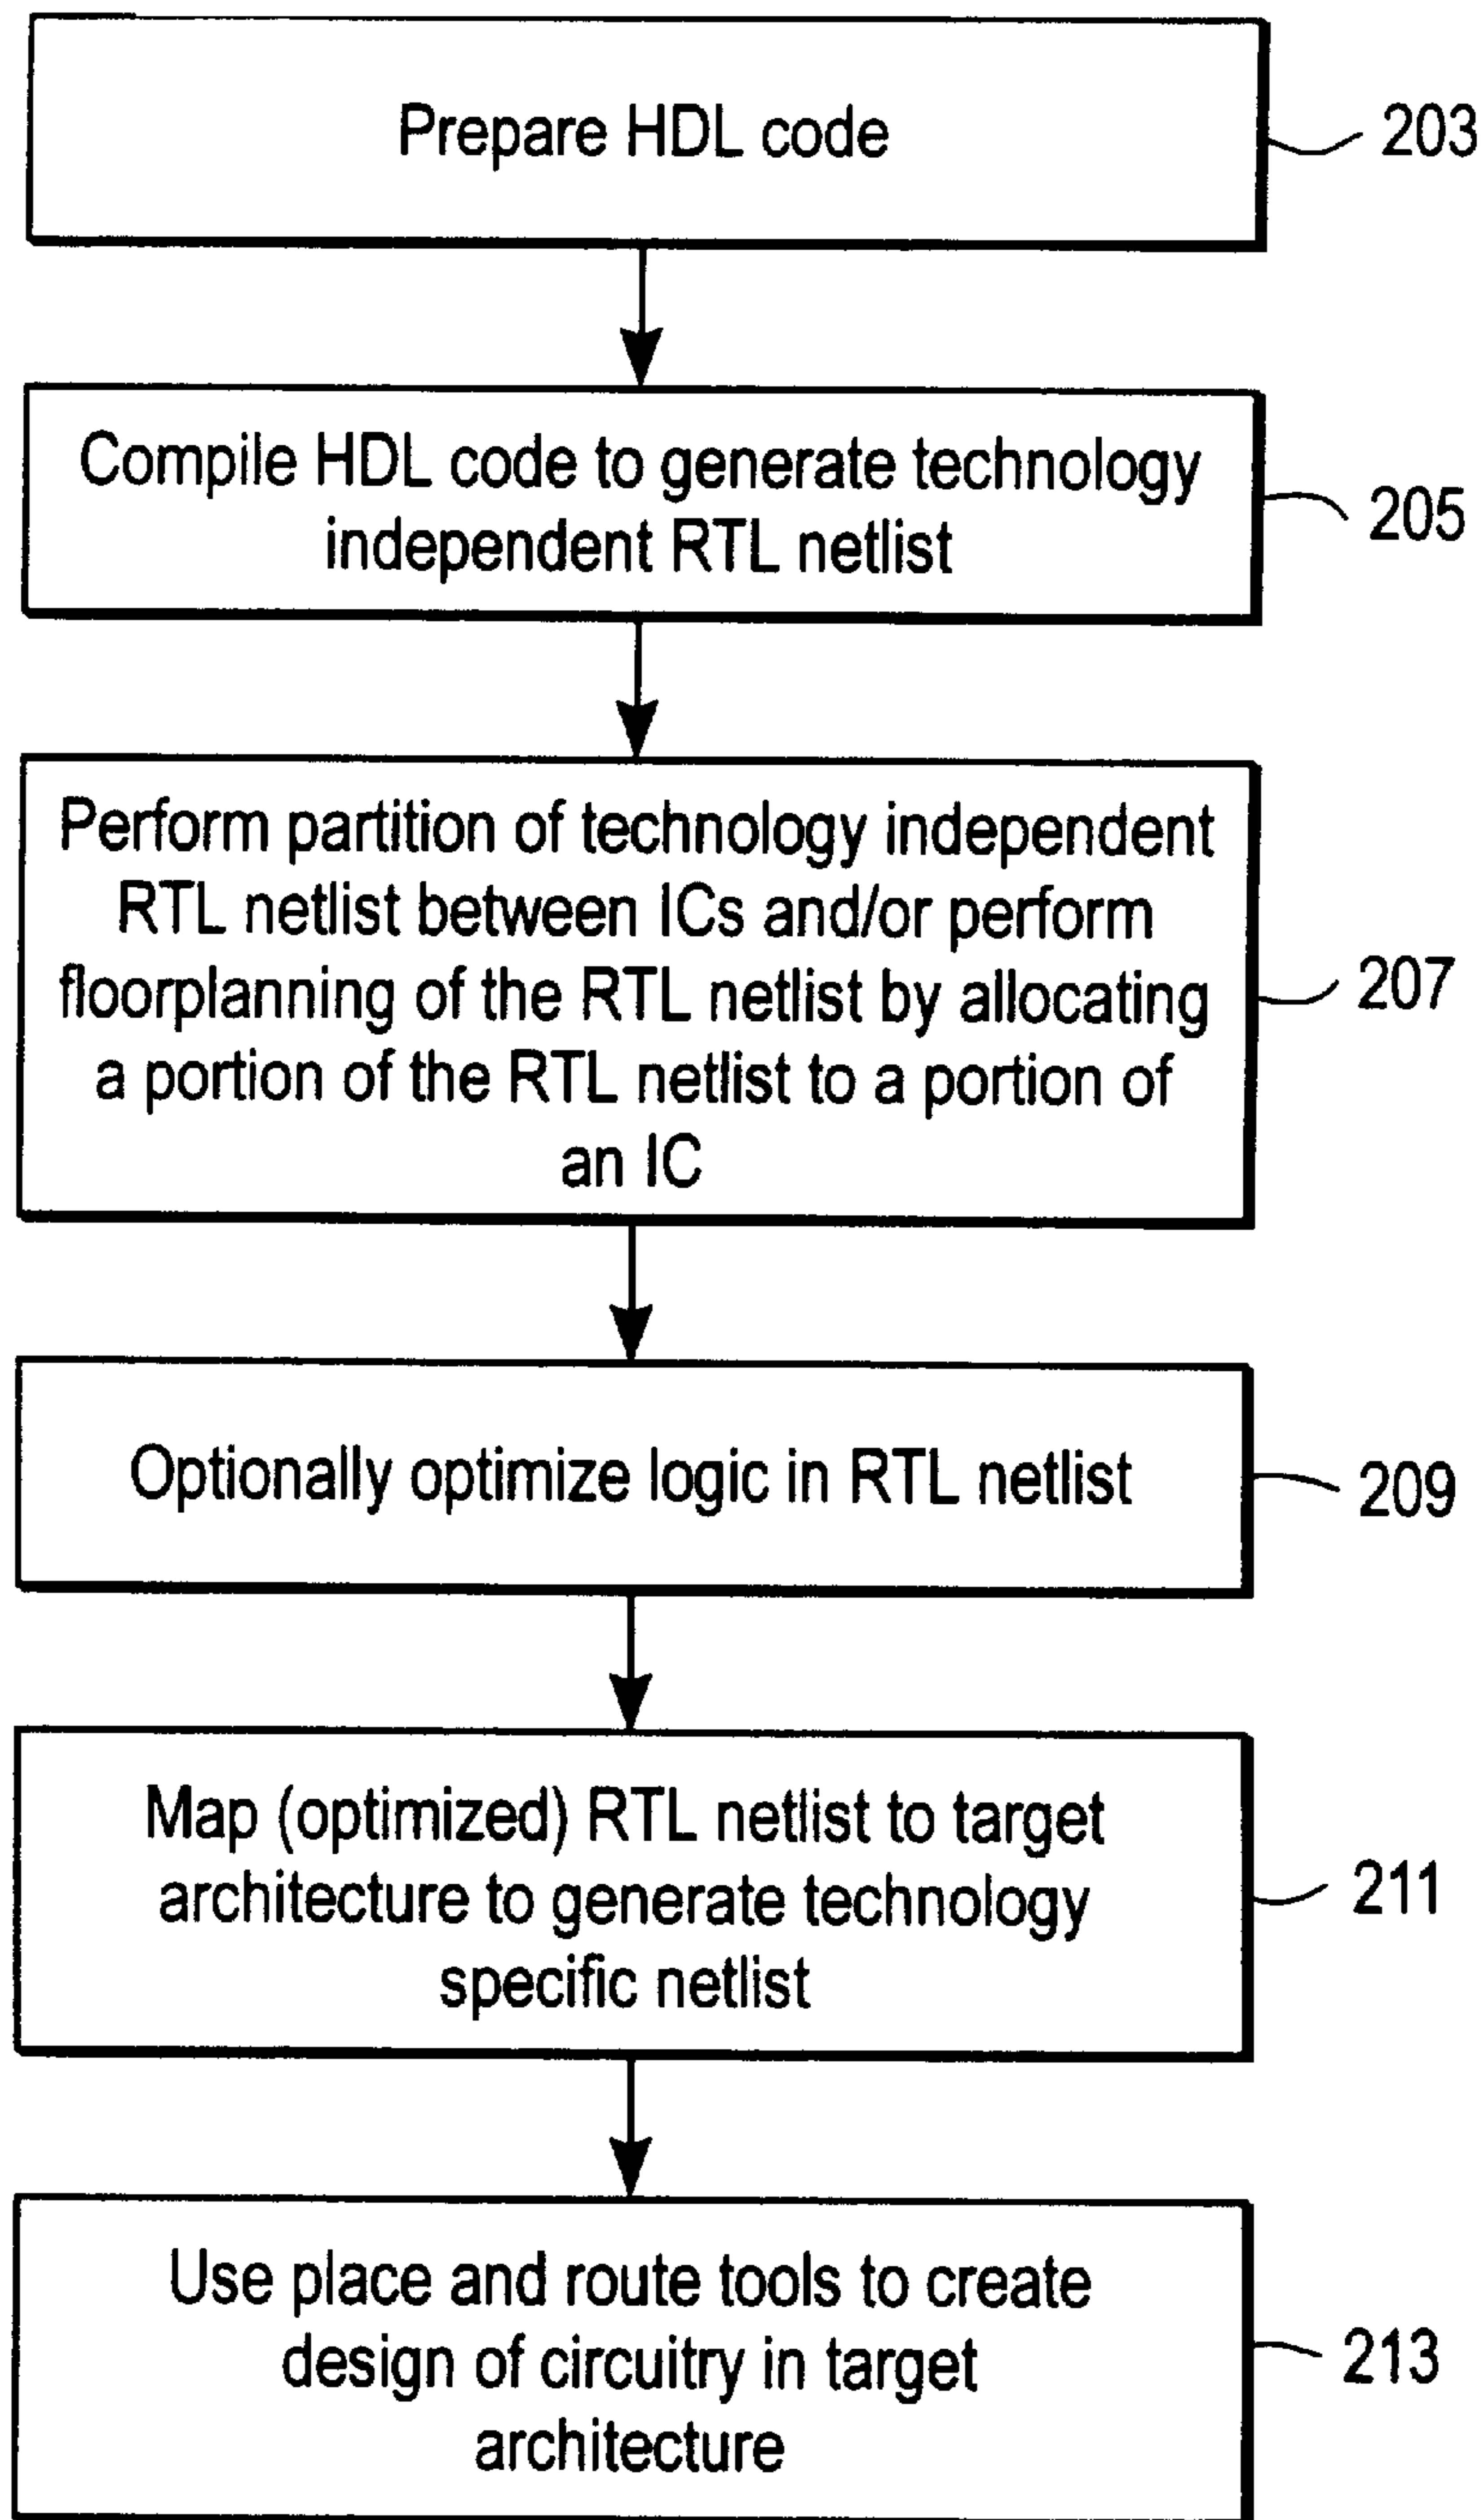 Prepare HDL code
203
Compile HDL code to generate technology
independent RTL netlist
205
Perform partition of technology independent
RTL netlist between ICs and/or perform
floorplanning of the RTL netlist by allocating
a portion of the RTL netlist to a portion of
an IC
207
Optionally optimize logic in RTL netlist
209
Map (optimized) RTL netlist to target
architecture to generate technology
specific netlist
211
Use place and route tools to create
design of circuitry in target
architecture
213